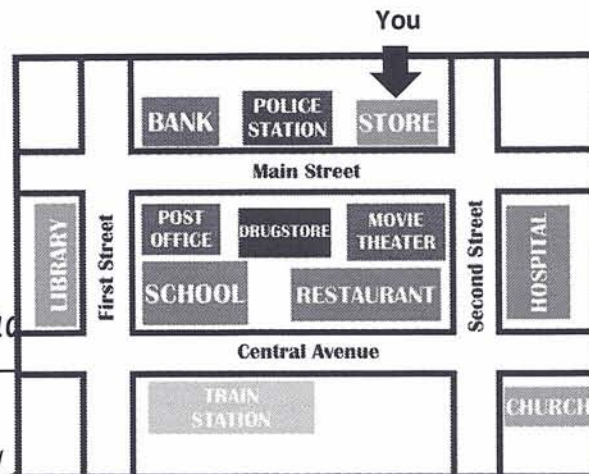 You
BANK
POLICE
STATION
STORE
Main Street
LIBRARY
First Street
POST
OFFICE
DRUGSTORE
MOVIE
THEATER
SCHOOL
RESTAURANT
Second Street
HOSPITAL
Central Avenue
TRAIN
STATION
CHURCH